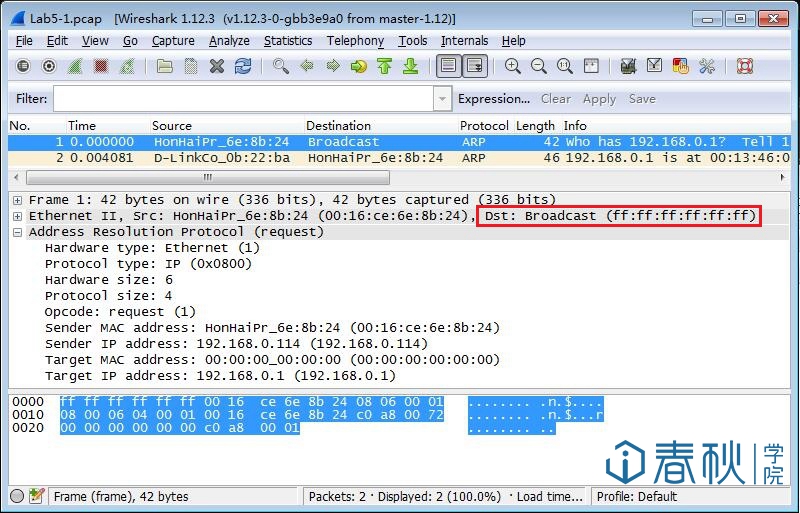 Lab5-1.pcap [Wireshark 1.12.3 (v1.12.3-0-gbb3e9a0 from master-1.12)]
File Edit View Go Capture Analyze Statistics Telephony Tools Internals Help
Filter: Expression... Clear Apply Save
No. Time Source Destination Protocol Length Info
1 0.000000 HonHaiPr_6e:8b:24 Broadcast ARP 42 Who has 192.168.0.1? Tell 1
2 0.004081 D-LinkCo_0b:22:ba HonHaiPr_6e:8b:24 ARP 46 192.168.0.1 is at 00:13:46:0
Frame 1: 42 bytes on wire (336 bits), 42 bytes captured (336 bits)
Ethernet II, Src: HonHaiPr_6e:8b:24 (00:16:ce:6e:8b:24), Dst: Broadcast (ff:ff:ff:ff:ff:ff)
Address Resolution Protocol (request)
Hardware type: Ethernet (1)
Protocol type: IP (0x0800)
Hardware size: 6
Protocol size: 4
Opcode: request (1)
Sender MAC address: HonHaiPr_6e:8b:24 (00:16:ce:6e:8b:24)
Sender IP address: 192.168.0.114 (192.168.0.114)
Target MAC address: 00:00:00_00:00:00 (00:00:00:00:00:00)
Target IP address: 192.168.0.1 (192.168.0.1)
0000 ff ff ff ff ff ff 00 16 ce 6e 8b 24 08 06 00 01 ........ .n.$....
0010 08 00 06 04 00 01 00 16 ce 6e 8b 24 c0 a8 00 72 ........ .n.$...r
0020 00 00 00 00 00 00 c0 a8 00 01 ........ ..
春秋学院
Frame (frame), 42 bytes Packets: 2 · Displayed: 2 (100.0%) · Load time... Profile: Default